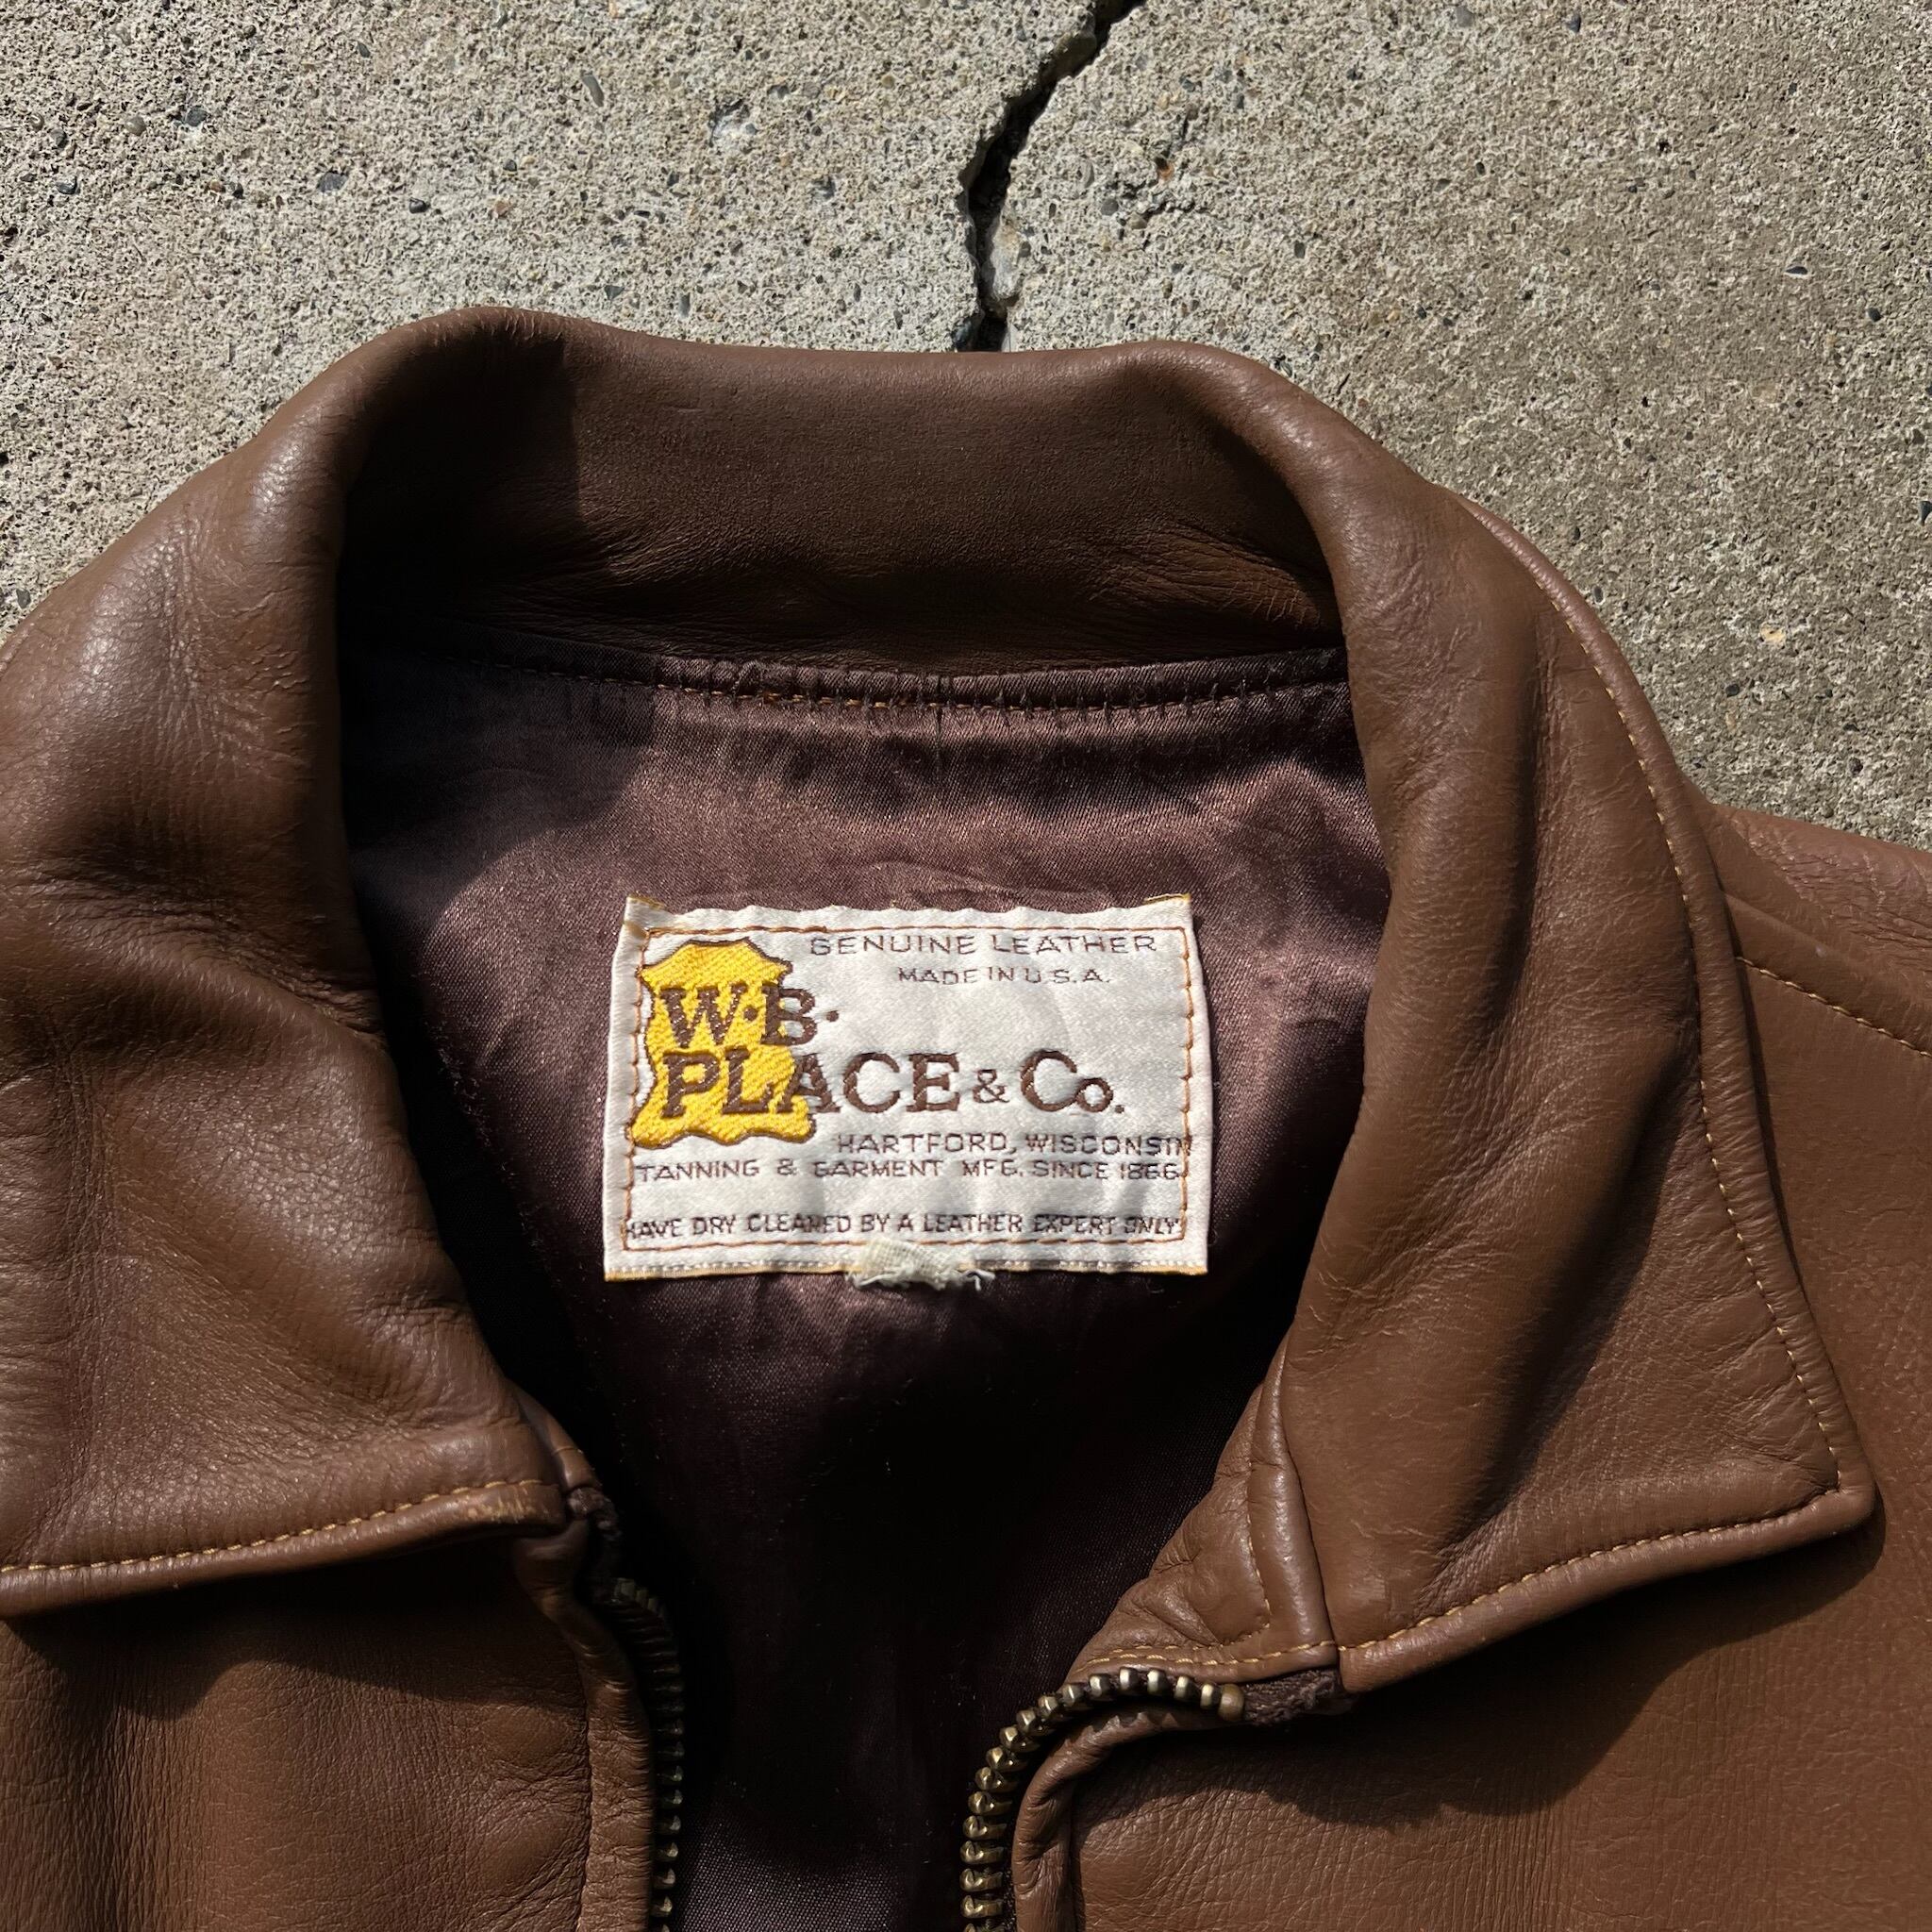 GENUINE LEATHER
MADE IN U.S.A.
W·B·
PLACE & Co.
HARTFORD, WISCONSIN
TANNING & GARMENT MFG. SINCE 1866
HAVE DRY CLEANED BY A LEATHER EXPERT ONLY